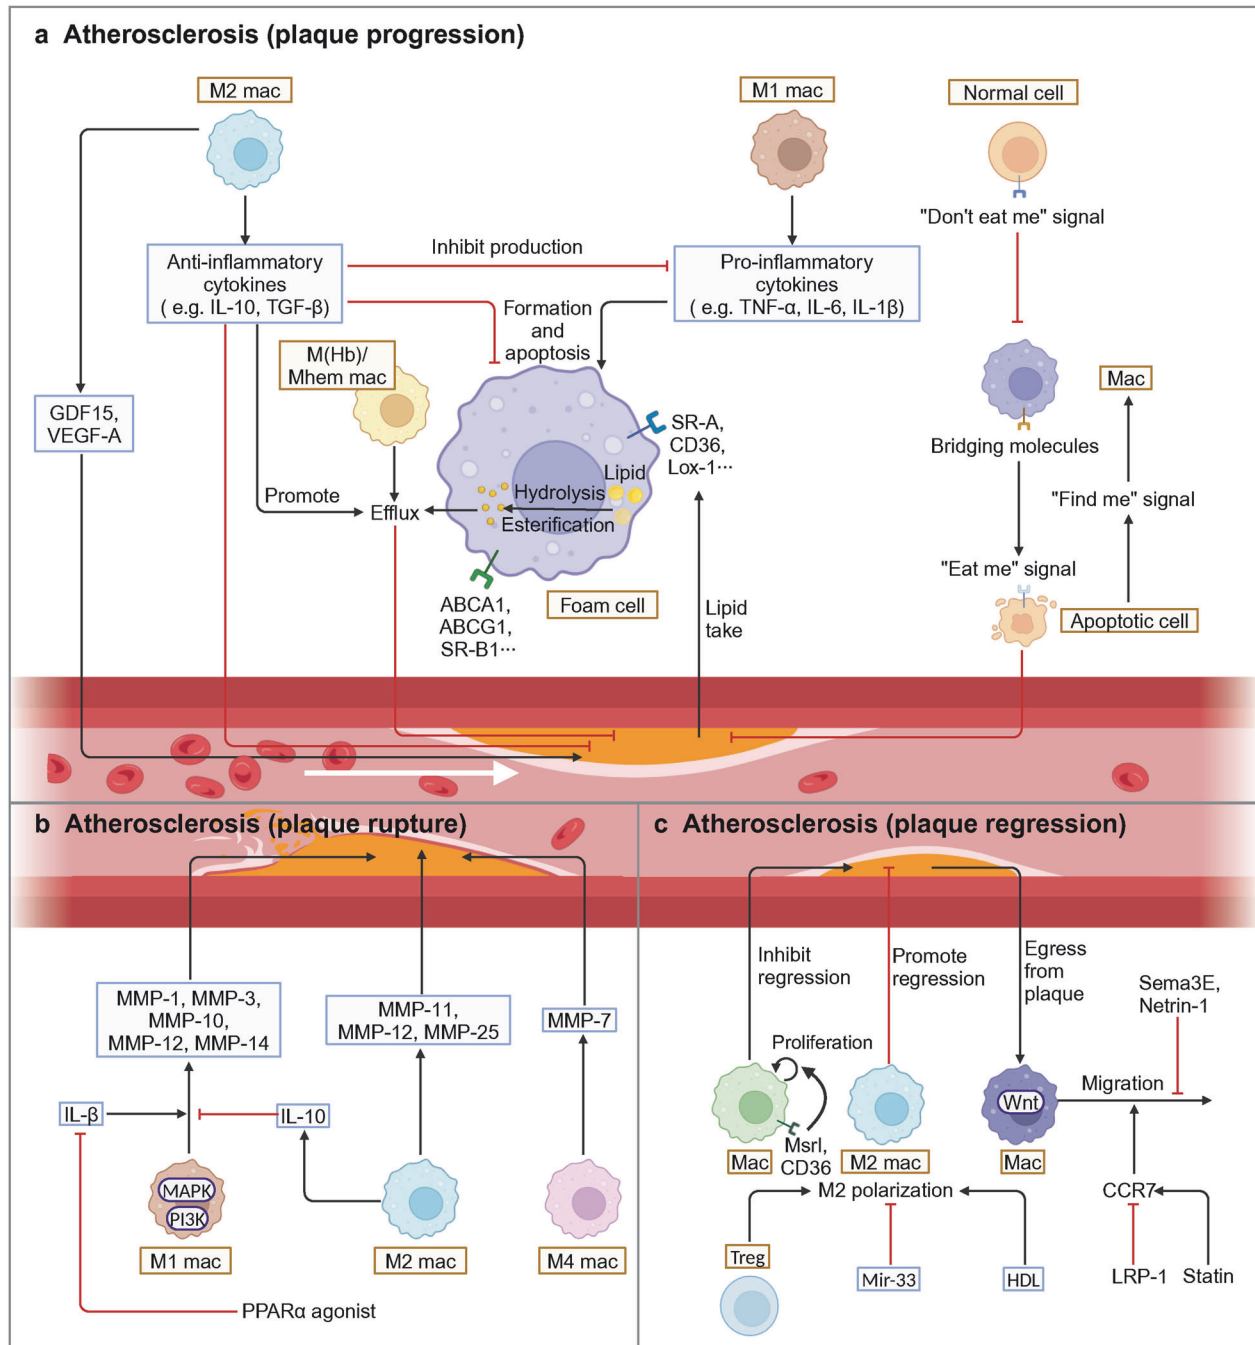 a Atherosclerosis (plaque progression)
M2 mac
M1 mac
Normal cell
"Don't eat me" signal
Anti-inflammatory
cytokines
( e.g. IL-10, TGF-β)
Inhibit production
Pro-inflammatory
cytokines
( e.g. TNF-α, IL-6, IL-1β)
Formation
and
apoptosis
M(Hb)/
Mhem mac
Mac
GDF15,
VEGF-A
SR-A,
CD36,
Lox-1···
Bridging molecules
Lipid
Hydrolysis
Esterification
Promote
Efflux
"Find me" signal
"Eat me" signal
Foam cell
ABCA1,
ABCG1,
SR-B1···
Lipid
take
Apoptotic cell
b Atherosclerosis (plaque rupture)
MMP-1, MMP-3,
MMP-10,
MMP-12, MMP-14
MMP-11,
MMP-12, MMP-25
MMP-7
IL-β
IL-10
MAPK
PI3K
M1 mac
M2 mac
M4 mac
PPARα agonist
c Atherosclerosis (plaque regression)
Inhibit
regression
Promote
regression
Egress
from
plaque
Sema3E,
Netrin-1
Proliferation
Migration
Wnt
Msrl,
CD36
Mac
M2 mac
Mac
M2 polarization
CCR7
Treg
Mir-33
HDL
LRP-1
Statin